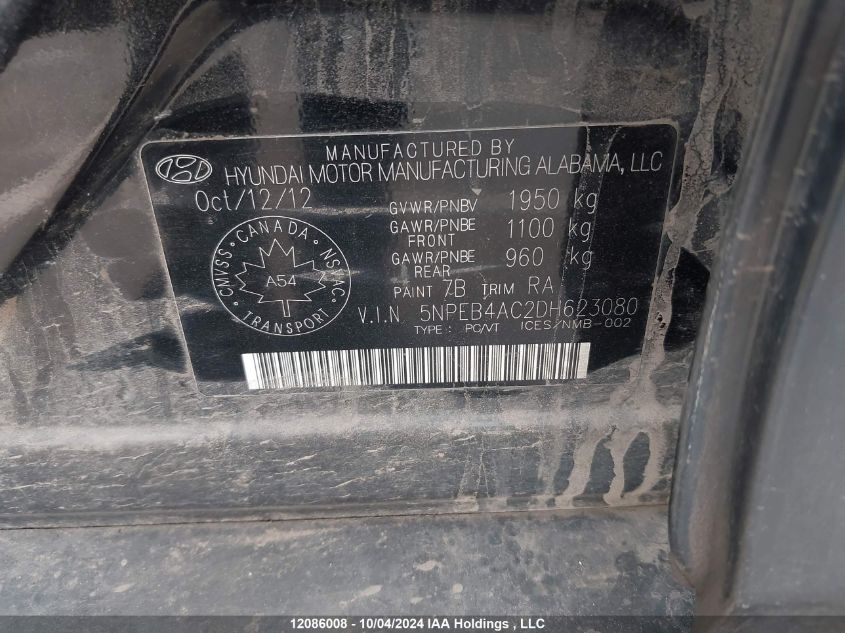 MANUFACTURED BY
HYUNDAI MOTOR MANUFACTURING ALABAMA, LLC
Oct/12/12
GVWR/PNBV 1950 kg
GAWR/PNBE FRONT 1100 kg
GAWR/PNBE REAR 960 kg
PAINT 7B TRIM RA
V.I.N 5NPEB4AC2DH623080
TYPE : PC/VT ICES/NMB-002
CANADA
CMVSS NSVAC
A54
TRANSPORT
12086008 - 10/04/2024 IAA Holdings , LLC